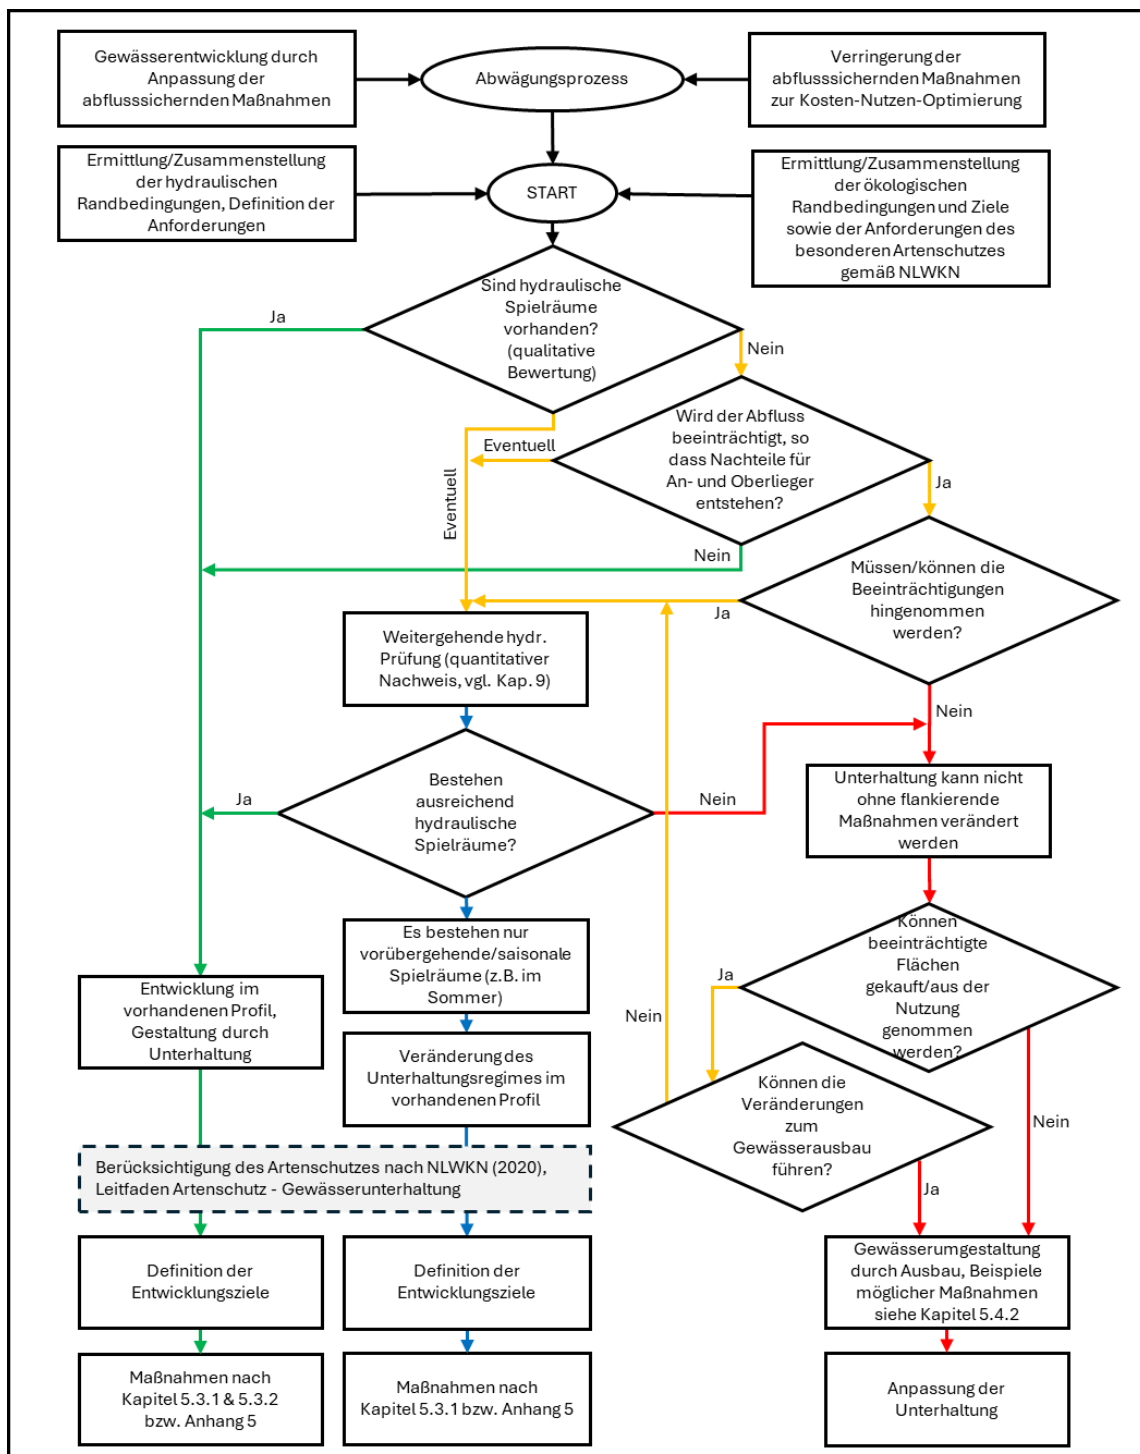 Gewässerentwicklung durch
Anpassung der
abflusssichernden Maßnahmen
Abwägungsprozess
Verringerung der
abflusssichernden Maßnahmen
zur Kosten-Nutzen-Optimierung
Ermittlung/Zusammenstellung
der hydraulischen
Randbedingungen, Definition der
Anforderungen
START
Ermittlung/Zusammenstellung
der ökologischen
Randbedingungen und Ziele
sowie der Anforderungen des
besonderen Artenschutzes
gemäß NLWKN
Sind hydraulische
Spielräume
vorhanden?
(qualitative
Bewertung)
Ja
Nein
Wird der Abfluss
beeinträchtigt, so
dass Nachteile für
An- und Oberlieger
entstehen?
Eventuell
Eventuell
Ja
Nein
Müssen/können die
Beeinträchtigungen
hingenommen
werden?
Ja
Nein
Weitergehende hydr.
Prüfung (quantitativer
Nachweis, vgl. Kap. 9)
Bestehen
ausreichend
hydraulische
Spielräume?
Ja
Nein
Unterhaltung kann nicht
ohne flankierende
Maßnahmen verändert
werden
Es bestehen nur
vorübergehende/saisonale
Spielräume (z.B. im
Sommer)
Können
beeinträchtigte
Flächen
gekauft/aus der
Nutzung
genommen
werden?
Ja
Nein
Entwicklung im
vorhandenen Profil,
Gestaltung durch
Unterhaltung
Veränderung des
Unterhaltungsregimes im
vorhandenen Profil
Können die
Veränderungen
zum
Gewässerausbau
führen?
Nein
Ja
Berücksichtigung des Artenschutzes nach NLWKN (2020),
Leitfaden Artenschutz - Gewässerunterhaltung
Definition der
Entwicklungsziele
Definition der
Entwicklungsziele
Gewässerumgestaltung
durch Ausbau, Beispiele
möglicher Maßnahmen
siehe Kapitel 5.4.2
Maßnahmen nach
Kapitel 5.3.1 & 5.3.2
bzw. Anhang 5
Maßnahmen nach
Kapitel 5.3.1 bzw. Anhang 5
Anpassung der
Unterhaltung